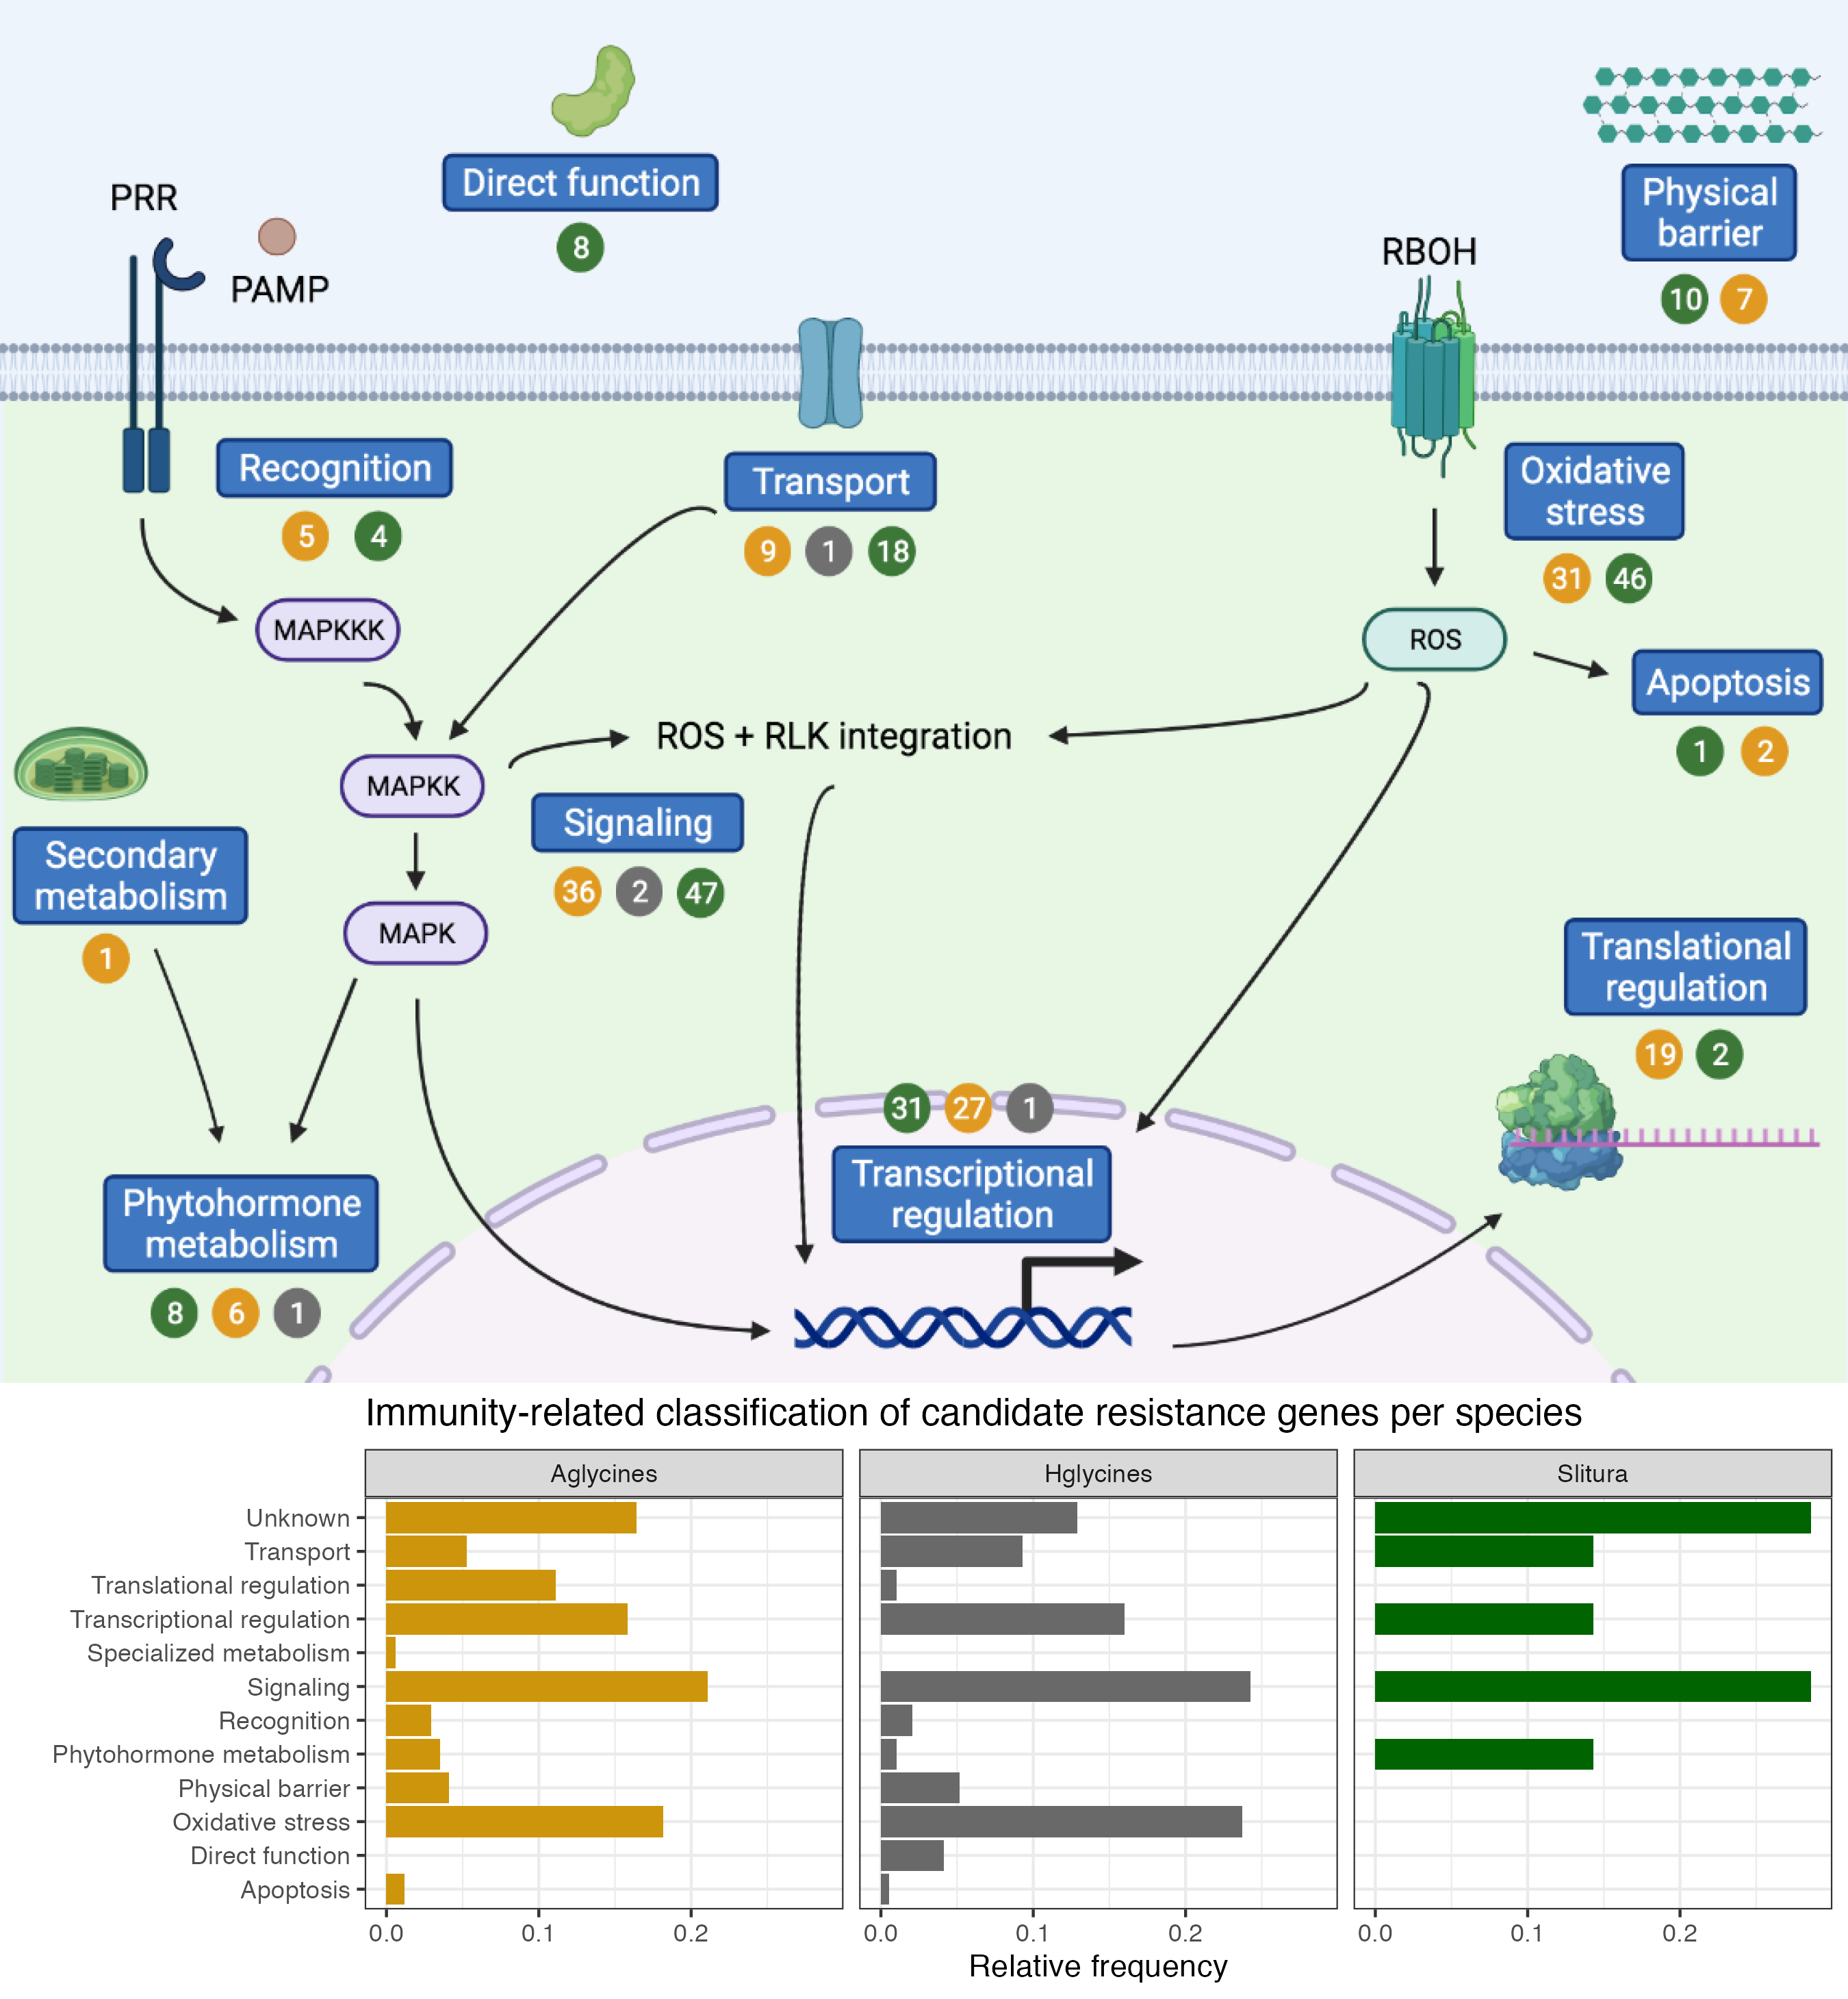 Direct function
8
PRR
PAMP
Physical
barrier
10 7
RBOH
Recognition
5 4
Transport
9 1 18
Oxidative
stress
31 46
MAPKKK
ROS
Apoptosis
1 2
ROS + RLK integration
MAPKK
Signaling
36 2 47
Secondary
metabolism
1
MAPK
Translational
regulation
19 2
31 27 1
Transcriptional
regulation
Phytohormone
metabolism
8 6 1
Immunity-related classification of candidate resistance genes per species
Aglycines Hglycines Slitura
Unknown
Transport
Translational regulation
Transcriptional regulation
Specialized metabolism
Signaling
Recognition
Phytohormone metabolism
Physical barrier
Oxidative stress
Direct function
Apoptosis
0.0 0.1 0.2 0.0 0.1 0.2 0.0 0.1 0.2
Relative frequency